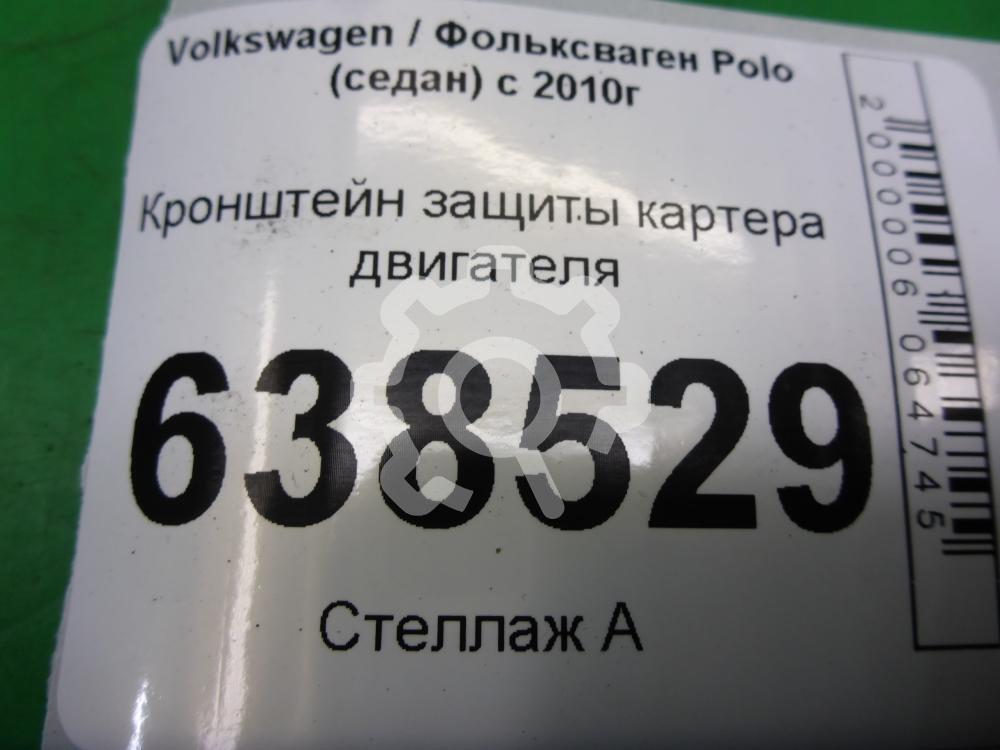 Volkswagen / Фольксваген Polo
(седан) с 2010г
Кронштейн защиты картера
двигателя
638529
Стеллаж А
2000006064745